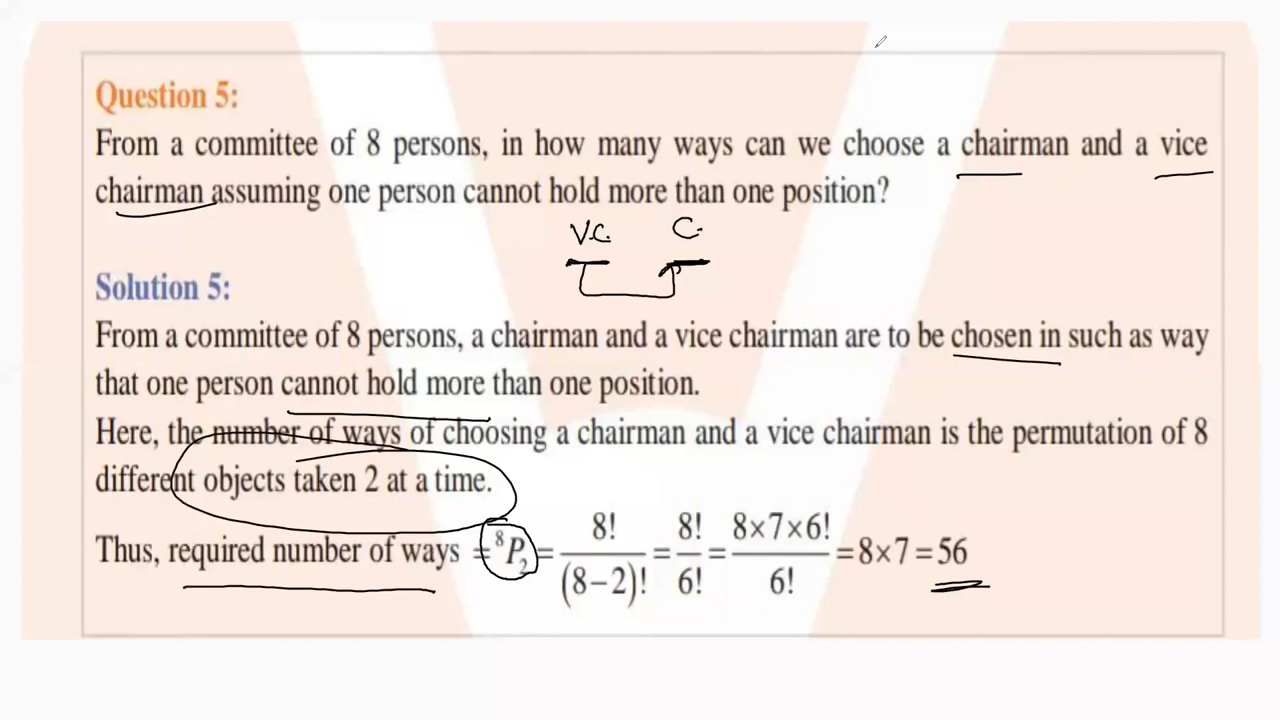 Question 5:
From a committee of 8 persons, in how many ways can we choose a chairman and a vice
chairman assuming one person cannot hold more than one position?
V.C. C.
Solution 5:
From a committee of 8 persons, a chairman and a vice chairman are to be chosen in such as way
that one person cannot hold more than one position.
Here, the number of ways of choosing a chairman and a vice chairman is the permutation of 8
different objects taken 2 at a time.
Thus, required number of ways = ⁸P₂ = 8!/(8−2)! = 8!/6! = 8×7×6!/6! = 8×7 = 56